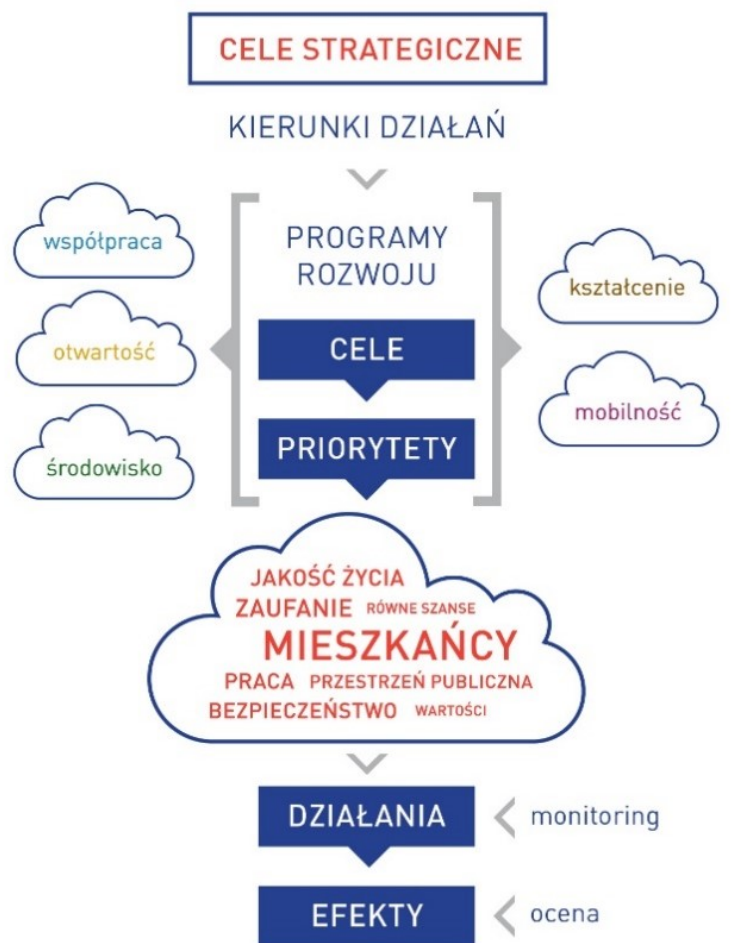 CELE STRATEGICZNE
KIERUNKI DZIAŁAŃ
współpraca
otwartość
środowisko
PROGRAMY
ROZWOJU
CELE
PRIORYTETY
kształcenie
mobilność
JAKOŚĆ ŻYCIA
ZAUFANIE RÓWNE SZANSE
MIESZKAŃCY
PRACA PRZESTRZEŃ PUBLICZNA
BEZPIECZEŃSTWO WARTOŚCI
DZIAŁANIA
monitoring
EFEKTY
ocena